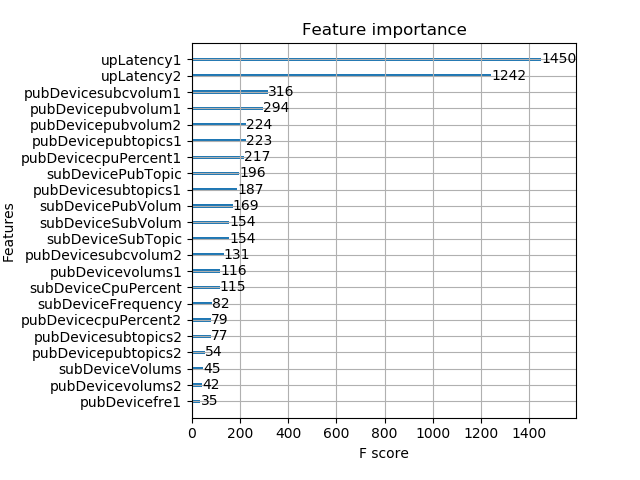 Feature importance
upLatency1 1450
upLatency2 1242
pubDevicesubcvolum1 316
pubDevicepubvolum1 294
pubDevicepubvolum2 224
pubDevicepubtopics1 223
pubDevicecpuPercent1 217
subDevicePubTopic 196
pubDevicesubtopics1 187
subDevicePubVolum 169
subDeviceSubVolum 154
subDeviceSubTopic 154
pubDevicesubcvolum2 131
pubDevicevolums1 116
subDeviceCpuPercent 115
subDeviceFrequency 82
pubDevicecpuPercent2 79
pubDevicesubtopics2 77
pubDevicepubtopics2 54
subDeviceVolums 45
pubDevicevolums2 42
pubDevicefre1 35
Features
0 200 400 600 800 1000 1200 1400
F score